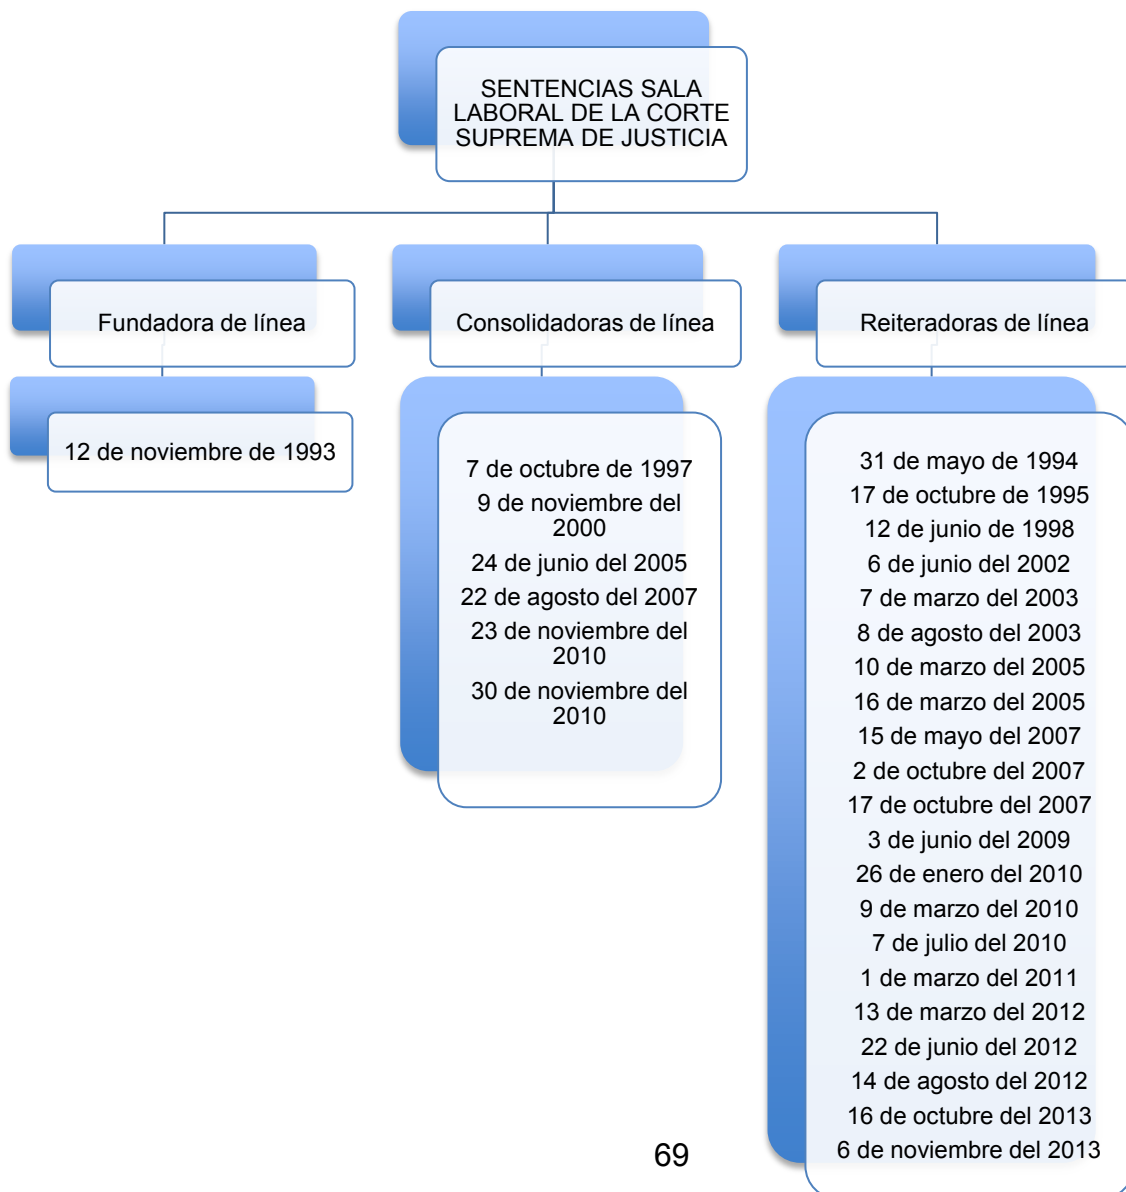 SENTENCIAS SALA
LABORAL DE LA CORTE
SUPREMA DE JUSTICIA
Fundadora de línea
12 de noviembre de 1993
Consolidadoras de línea
7 de octubre de 1997
9 de noviembre del
2000
24 de junio del 2005
22 de agosto del 2007
23 de noviembre del
2010
30 de noviembre del
2010
Reiteradoras de línea
31 de mayo de 1994
17 de octubre de 1995
12 de junio de 1998
6 de junio del 2002
7 de marzo del 2003
8 de agosto del 2003
10 de marzo del 2005
16 de marzo del 2005
15 de mayo del 2007
2 de octubre del 2007
17 de octubre del 2007
3 de junio del 2009
26 de enero del 2010
9 de marzo del 2010
7 de julio del 2010
1 de marzo del 2011
13 de marzo del 2012
22 de junio del 2012
14 de agosto del 2012
16 de octubre del 2013
6 de noviembre del 2013
69